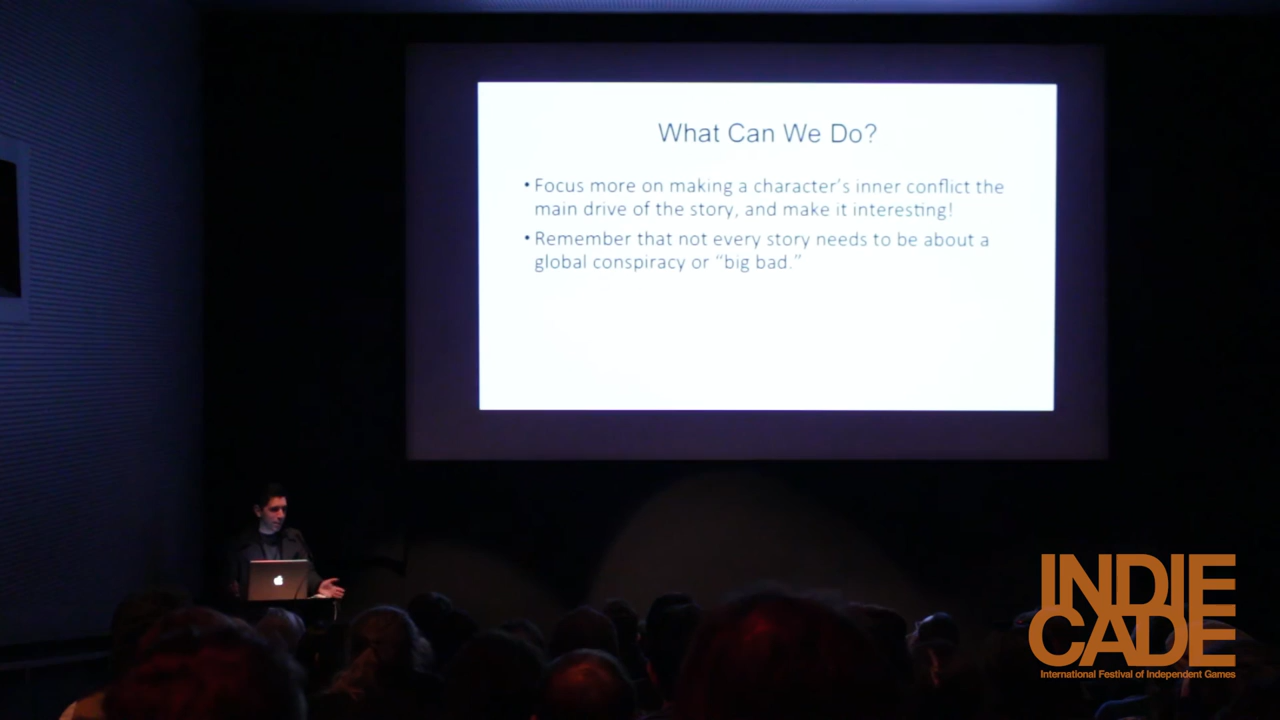 What Can We Do?
• Focus more on making a character’s inner conflict the
main drive of the story, and make it interesting!
• Remember that not every story needs to be about a
global conspiracy or “big bad.”
INDIE
CADE
International Festival of Independent Games